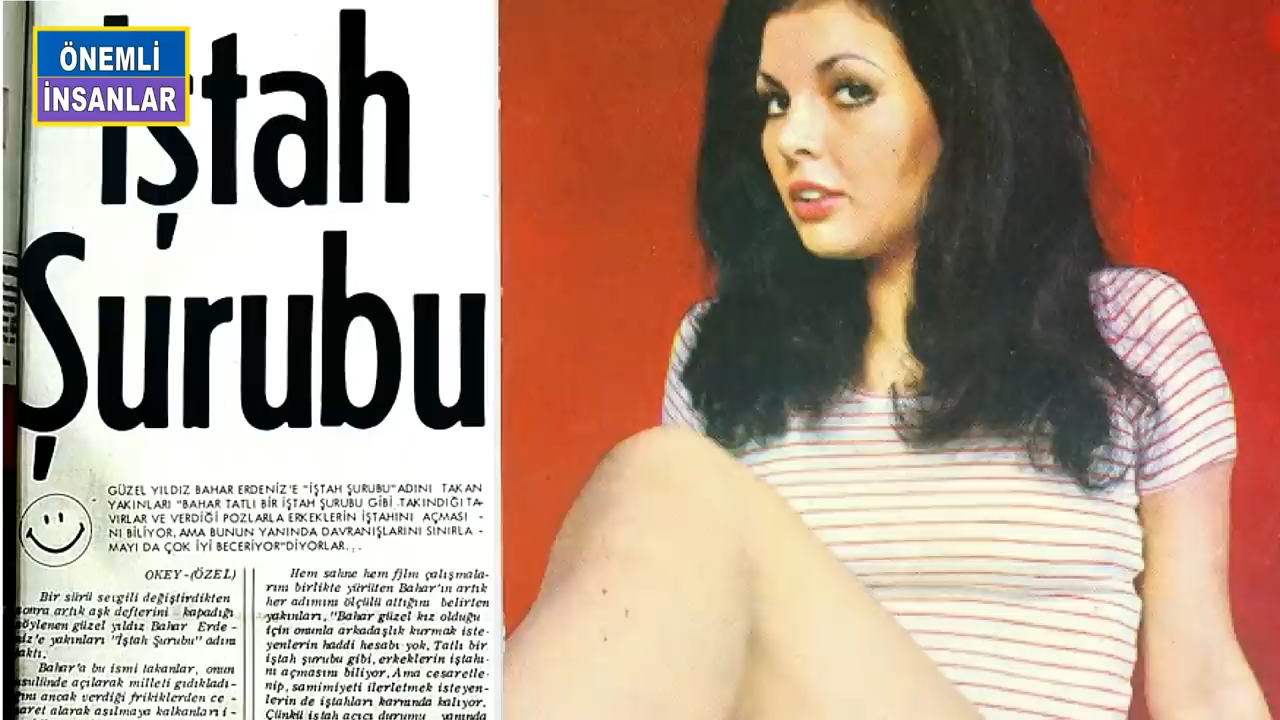 ÖNEMLİ
İNSANLAR
İştah
Şurubu
GÜZEL YILDIZ BAHAR ERDENİZ'E "İŞTAH ŞURUBU" ADINI TAKAN
YAKINLARI "BAHAR TATLI BİR İŞTAH ŞURUBU GİBİ .TAKINDIĞI TA-
VIRLAR VE VERDİĞİ POZLARLA ERKEKLERİN İŞTAHINI AÇMASI -
NI BİLİYOR. AMA BUNUN YANINDA DAVRANIŞLARINI SINIRLA -
MAYI DA ÇOK İYİ BECERİYOR" DİYORLAR...
OKEY-(ÖZEL)
Bir sürü sevgili değiştirdikten
sonra artık aşk defterini kapadığı
söylenen güzel yıldız Bahar Erde-
niz'e yakınları "İştah Şurubu" adını
taktı.
Bahar'a bu ismi takanlar, onun
usulünde açılarak milleti gıdıkladı-
ğını ancak verdiği frikiklerden ce-
saret alarak asılmaya kalkanları i-
Hem sahne hem film çalışmala-
rını birlikte yürüten Bahar'ın artık
her adımını ölçülü attığını belirten
yakınları, "Bahar güzel kız olduğu
için onunla arkadaşlık kurmak iste-
yenlerin haddi hesabı yok. Tatlı bir
iştah şurubu gibi, erkeklerin iştahı-
nı açmasını biliyor. Ama cesaretle-
nip, samimiyeti ilerletmek isteyen-
lerin de iştahları karnında kalıyor.
Çünkü iştah açıcı durumu yanında